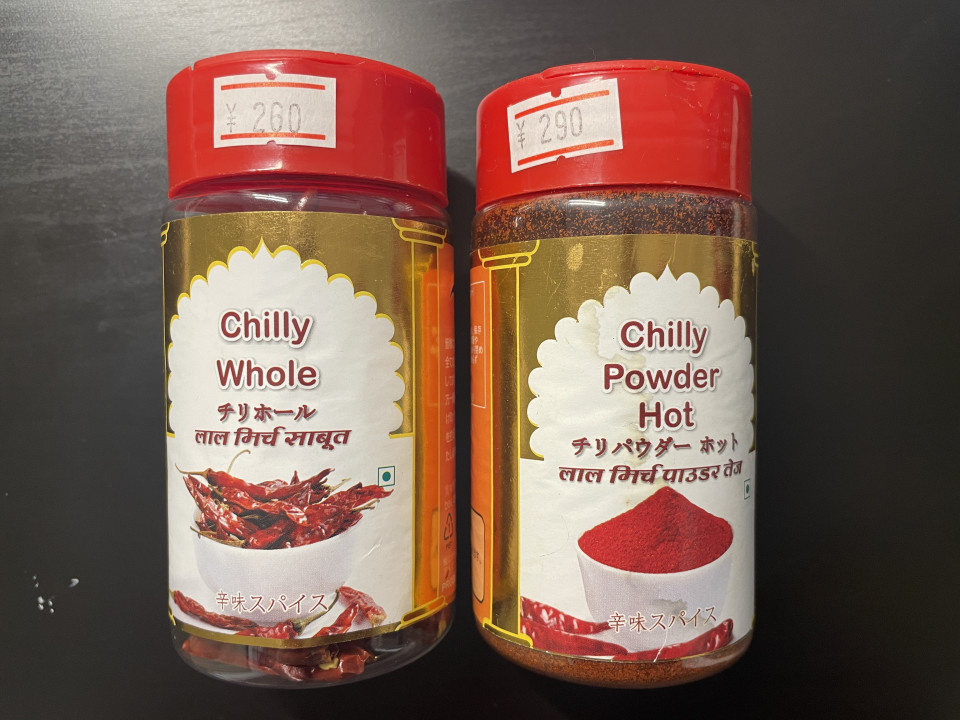 ¥ 260
Chilly
Whole
チリホール
लाल मिर्च साबूत
辛味スパイス
¥ 290
Chilly
Powder
Hot
チリパウダー ホット
लाल मिर्च पाउडर तेज
辛味スパイス